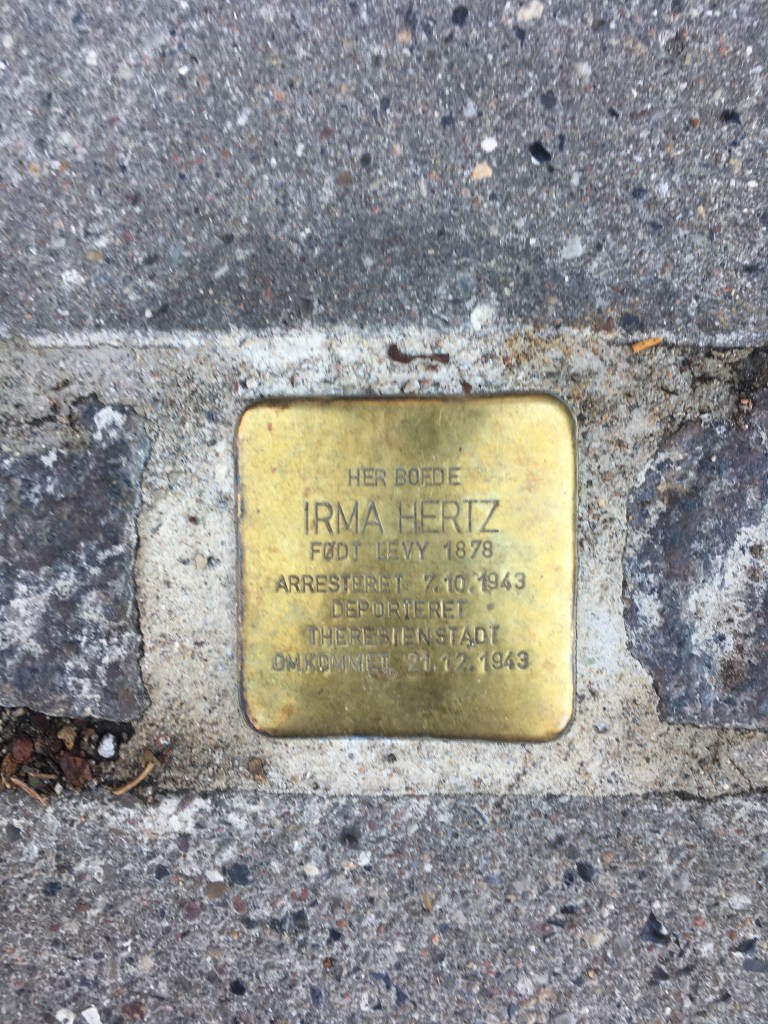 HER BOEDE
IRMA HERTZ
FØDT LEVY 1878
ARRESTERET 7.10.1943
DEPORTERET
THERESIENSTADT
OMKOMMET 21.12.1943